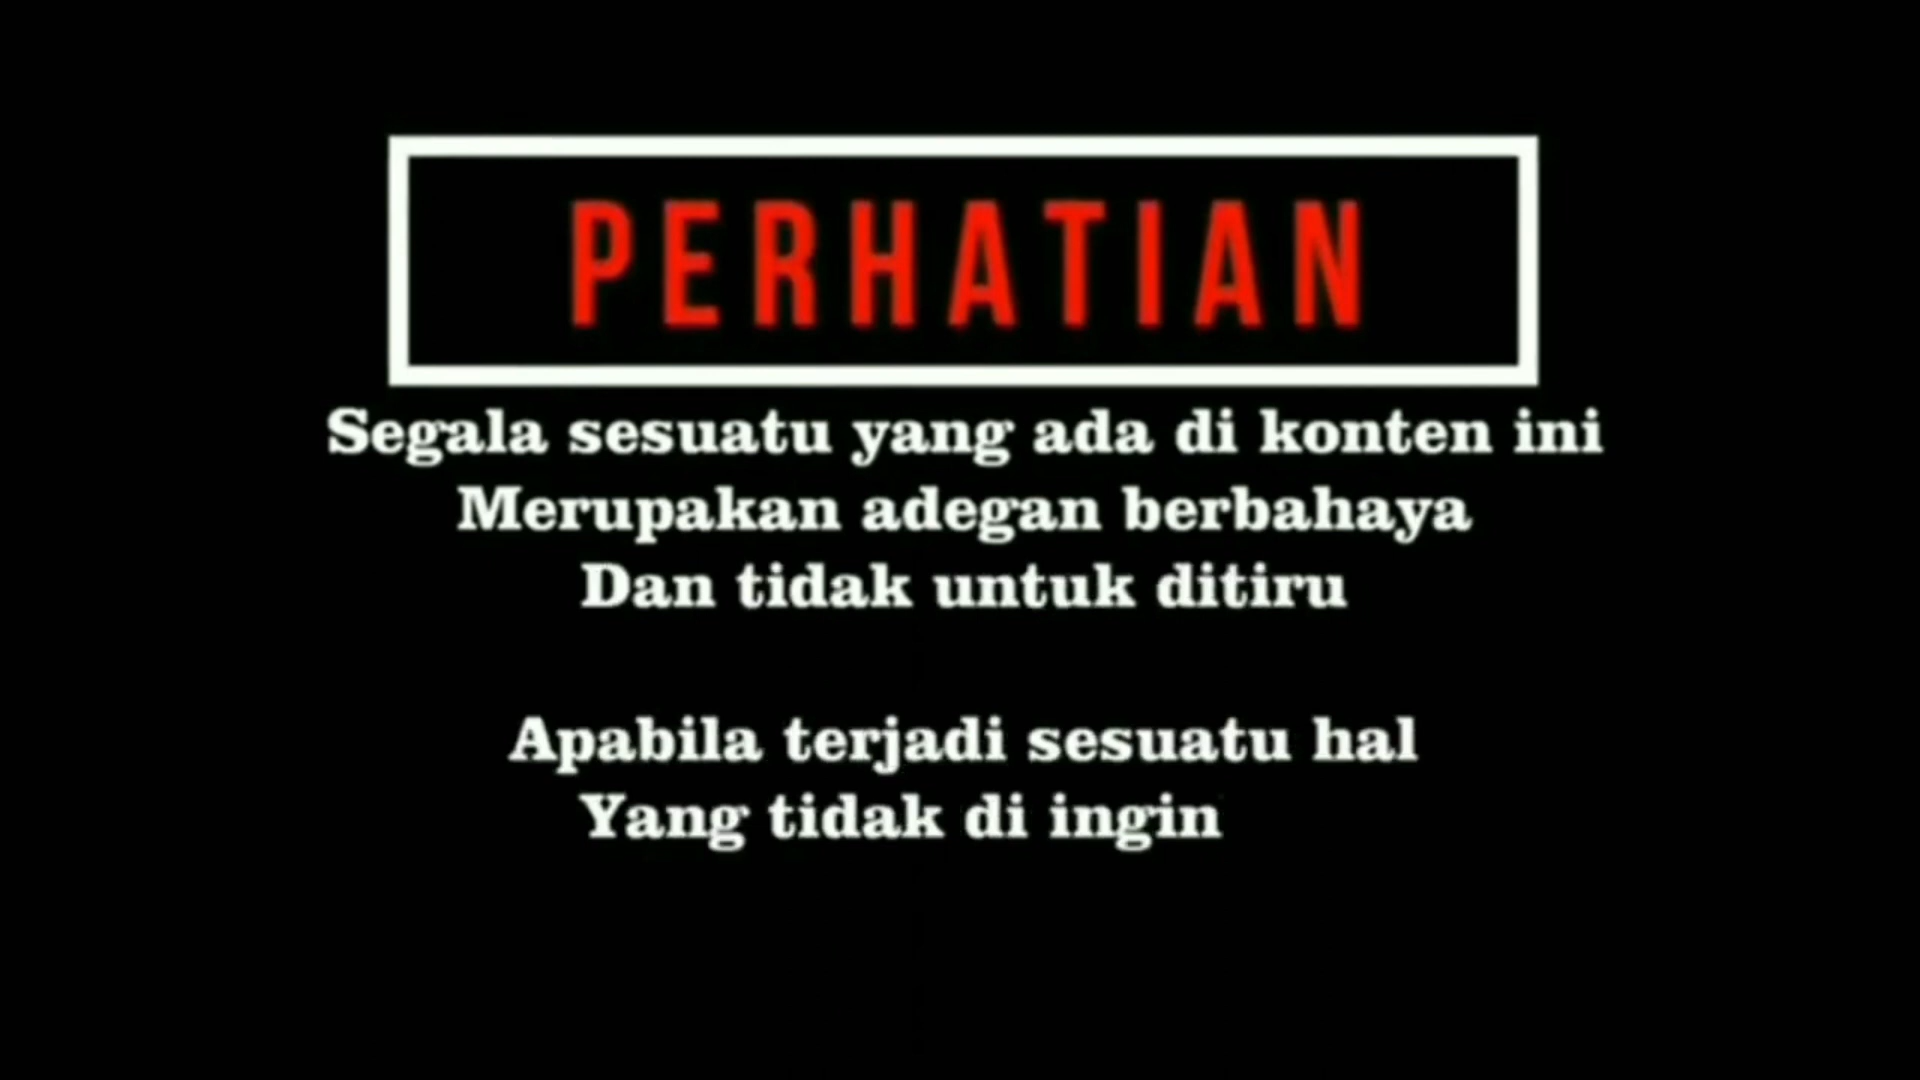 PERHATIAN
Segala sesuatu yang ada di konten ini
Merupakan adegan berbahaya
Dan tidak untuk ditiru
Apabila terjadi sesuatu hal
Yang tidak di ingin